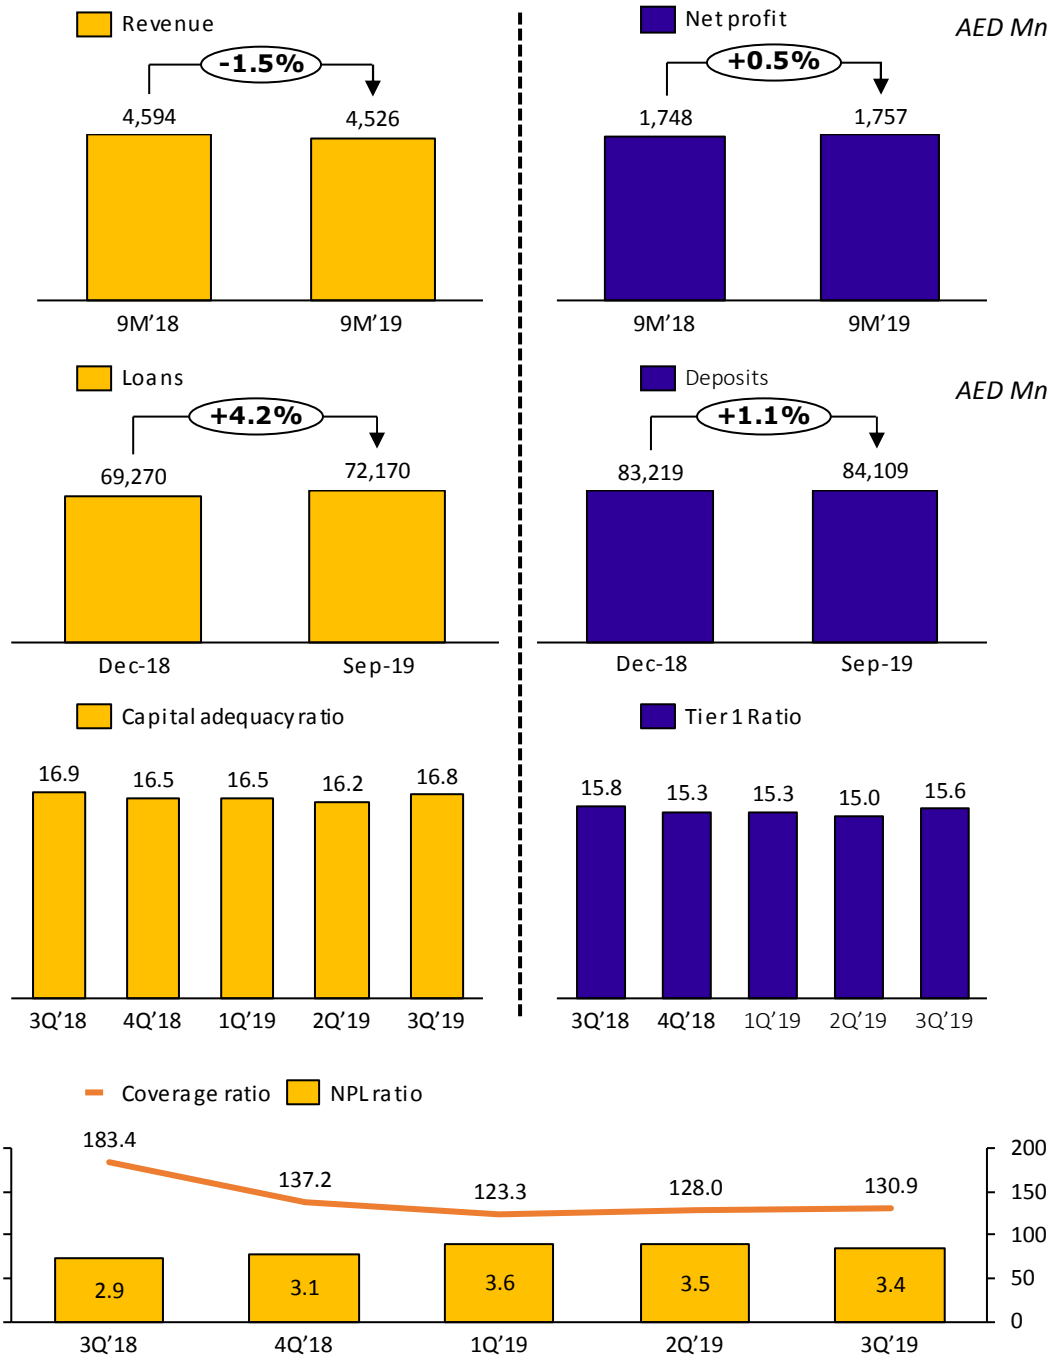 Revenue
-1.5%
4,594
4,526
9M’18
9M’19
Net profit
AED Mn
+0.5%
1,748
1,757
9M’18
9M’19
Loans
+4.2%
69,270
72,170
Dec-18
Sep-19
Deposits
AED Mn
+1.1%
83,219
84,109
Dec-18
Sep-19
Capital adequacy ratio
16.9
16.5
16.5
16.2
16.8
3Q’18
4Q’18
1Q’19
2Q’19
3Q’19
Tier 1 Ratio
15.8
15.3
15.3
15.0
15.6
3Q’18
4Q’18
1Q’19
2Q’19
3Q’19
Coverage ratio
NPL ratio
183.4
137.2
123.3
128.0
130.9
200
150
100
50
0
2.9
3.1
3.6
3.5
3.4
3Q’18
4Q’18
1Q’19
2Q’19
3Q’19